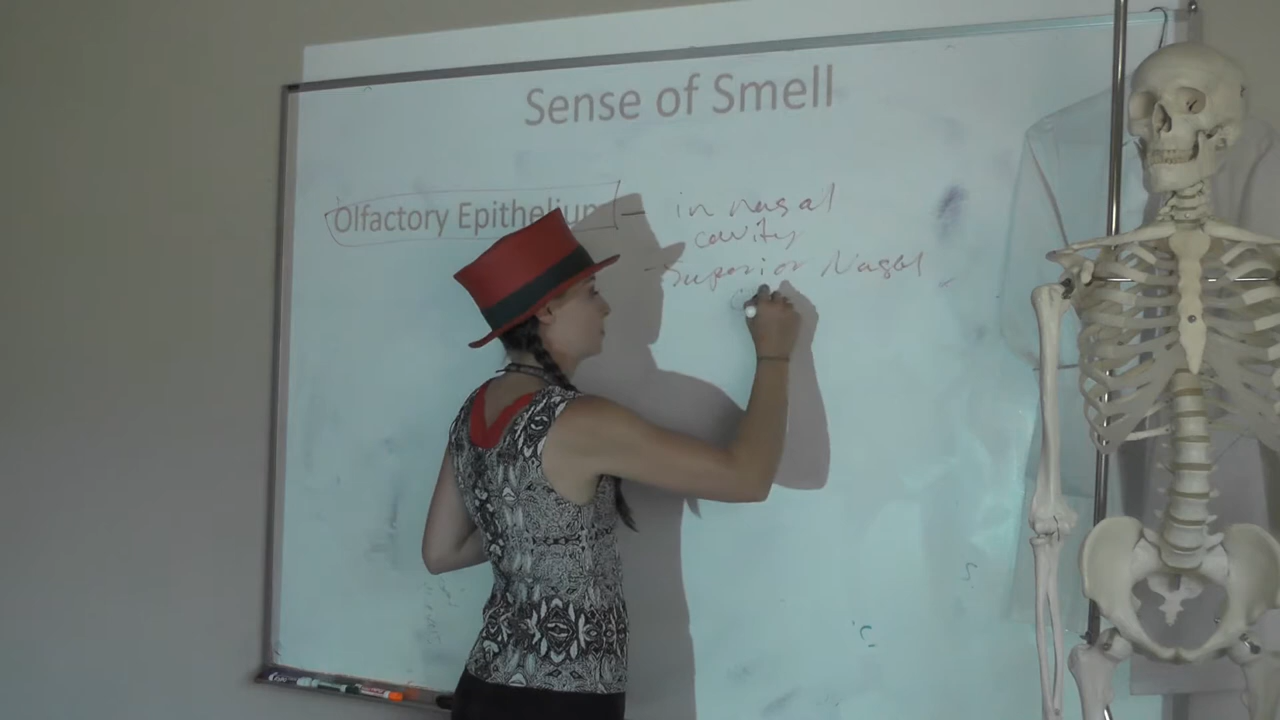 Sense of Smell
Olfactory Epithelium – in nasal
cavity
- Superior Nasal